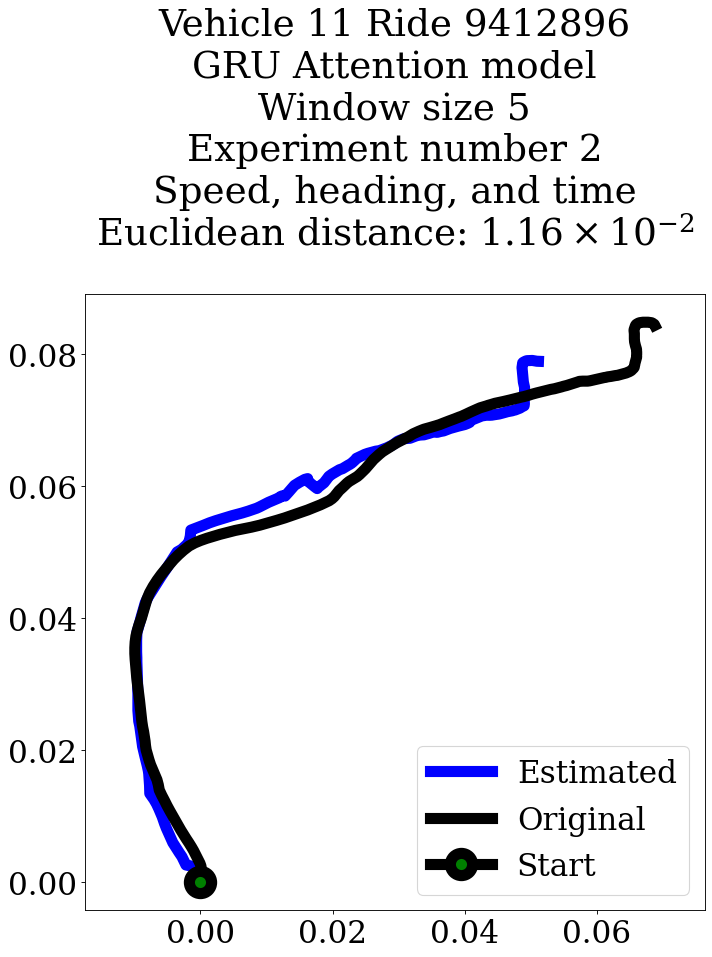 Vehicle 11 Ride 9412896
GRU Attention model
Window size 5
Experiment number 2
Speed, heading, and time
Euclidean distance: 1.16 × 10⁻²
0.08
0.06
0.04
0.02
0.00
Estimated
Original
Start
0.00 0.02 0.04 0.06